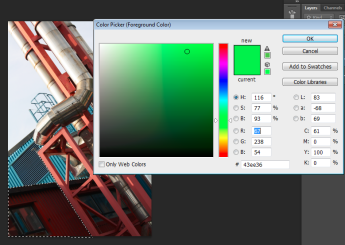 Layers Channels
Color Picker (Foreground Color)
new
current
OK
Cancel
Add to Swatches
Color Libraries
H: 116 °
S: 77 %
B: 93 %
R: 67
G: 238
B: 54
L: 83
a: -68
b: 69
C: 61 %
M: 0 %
Y: 100 %
K: 0 %
# 43ee36
Only Web Colors